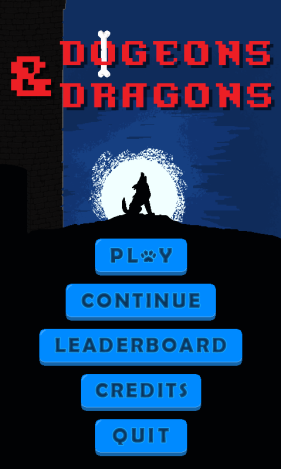 DOGEONS
& DRAGONS
PLAY
CONTINUE
LEADERBOARD
CREDITS
QUIT